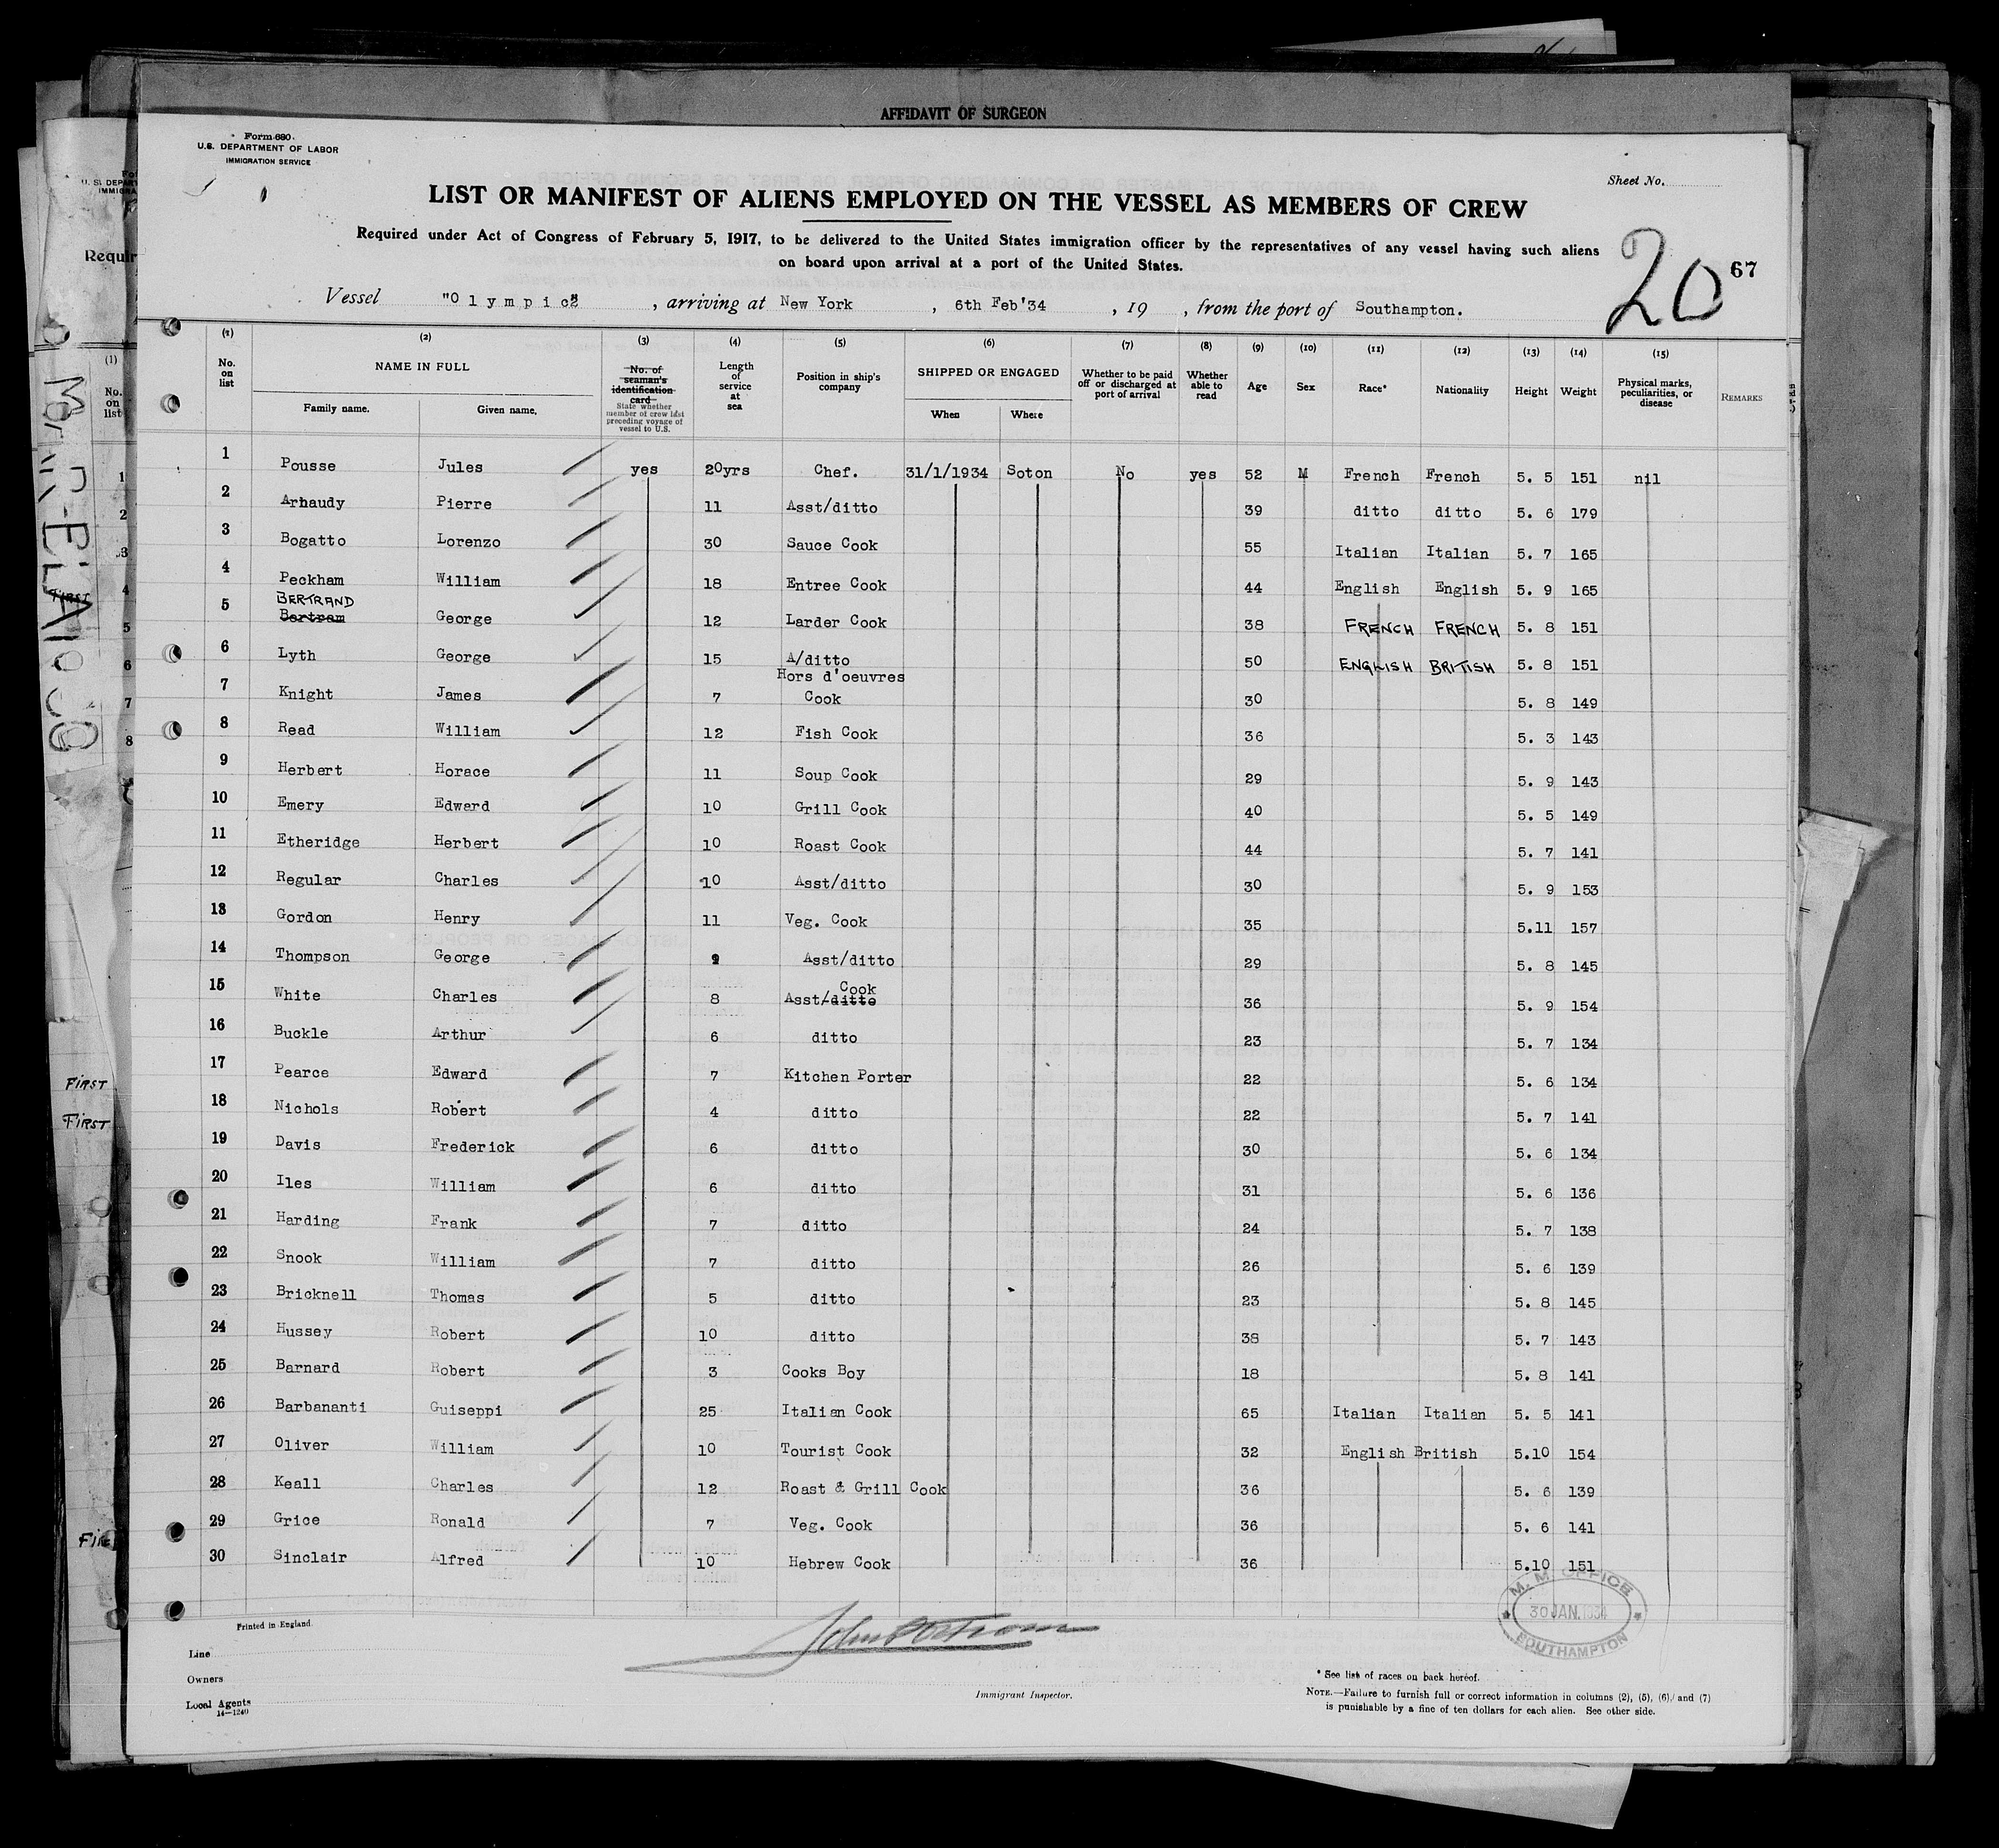 AFFIDAVIT OF SURGEON
Form 680.
U.S. DEPARTMENT OF LABOR
IMMIGRATION SERVICE
Sheet No.
LIST OR MANIFEST OF ALIENS EMPLOYED ON THE VESSEL AS MEMBERS OF CREW
Required under Act of Congress of February 5, 1917, to be delivered to the United States immigration officer by the representatives of any vessel having such aliens
on board upon arrival at a port of the United States.
20 67
Vessel "Olympic" , arriving at New York , 6th Feb'34 , 19 , from the port of Southampton.
(1) (2) (3) (4) (5) (6) (7) (8) (9) (10) (11) (12) (13) (14) (15)
No. on list NAME IN FULL Family name. Given name. No. of seaman's identification card State whether member of crew last preceding voyage of vessel to U.S. Length of service at sea Position in ship's company SHIPPED OR ENGAGED When Where Whether to be paid off or discharged at port of arrival Whether able to read Age Sex Race* Nationality Height Weight Physical marks, peculiarities, or disease REMARKS
1 Pousse Jules yes 20yrs Chef. 31/1/1934 Soton No yes 52 M French French 5. 5 151 nil
2 Arhaudy Pierre 11 Asst/ditto 39 ditto ditto 5. 6 179
3 Bogatto Lorenzo 30 Sauce Cook 55 Italian Italian 5. 7 165
4 Peckham William 18 Entree Cook 44 English English 5. 9 165
5 BERTRAND Bertram George 12 Larder Cook 38 FRENCH FRENCH 5. 8 151
6 Lyth George 15 A/ditto 50 ENGLISH BRITISH 5. 8 151
7 Knight James 7 Hors d'oeuvres Cook 30 5. 8 149
8 Read William 12 Fish Cook 36 5. 3 143
9 Herbert Horace 11 Soup Cook 29 5. 9 143
10 Emery Edward 10 Grill Cook 40 5. 5 149
11 Etheridge Herbert 10 Roast Cook 44 5. 7 141
12 Regular Charles 10 Asst/ditto 30 5. 9 153
13 Gordon Henry 11 Veg. Cook 35 5.11 157
14 Thompson George 9 Asst/ditto 29 5. 8 145
15 White Charles 8 Asst/ditto Cook 36 5. 9 154
16 Buckle Arthur 6 ditto 23 5. 7 134
17 Pearce Edward 7 Kitchen Porter 22 5. 6 134
18 Nichols Robert 4 ditto 22 5. 7 141
19 Davis Frederick 6 ditto 30 5. 6 134
20 Iles William 6 ditto 31 5. 6 136
21 Harding Frank 7 ditto 24 5. 7 138
22 Snook William 7 ditto 26 5. 6 139
23 Bricknell Thomas 5 ditto 23 5. 8 145
24 Hussey Robert 10 ditto 38 5. 7 143
25 Barnard Robert 3 Cooks Boy 18 5. 8 141
26 Barbananti Guiseppi 25 Italian Cook 65 Italian Italian 5. 5 141
27 Oliver William 10 Tourist Cook 32 English British 5.10 154
28 Keall Charles 12 Roast & Grill Cook 36 5. 6 139
29 Grice Ronald 7 Veg. Cook 36 5. 6 141
30 Sinclair Alfred 10 Hebrew Cook 36 5.10 151
M. M. OFFICE
30 JAN. 1934
SOUTHAMPTON
Printed in England.
Line
Owners
Local Agents
14—1240
Immigrant Inspector.
* See list of races on back hereof.
NOTE.—Failure to furnish full or correct information in columns (2), (5), (6), and (7)
is punishable by a fine of ten dollars for each alien. See other side.
FIRST
FIRST
FIRST